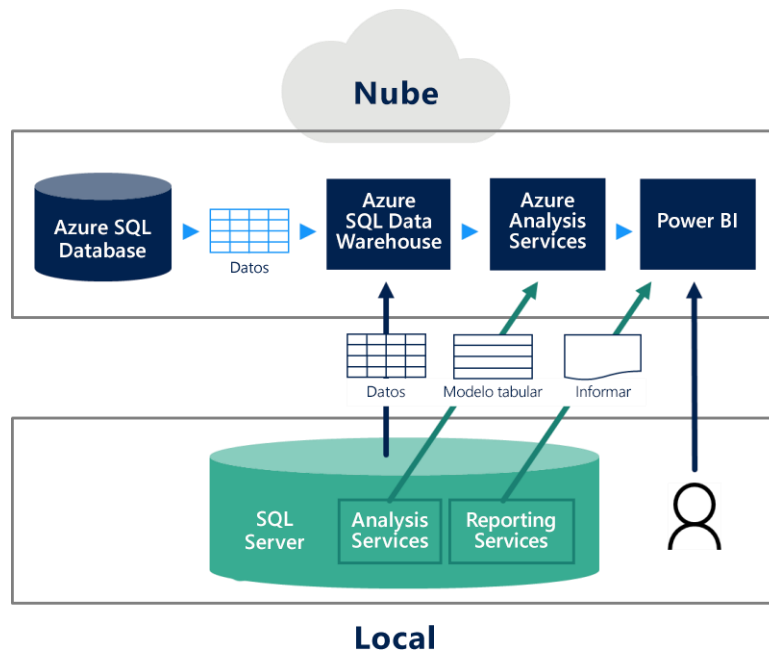 Nube
Azure SQL
Database
Datos
Azure
SQL Data
Warehouse
Azure
Analysis
Services
Power BI
Datos
Modelo tabular
Informar
SQL
Server
Analysis
Services
Reporting
Services
Local